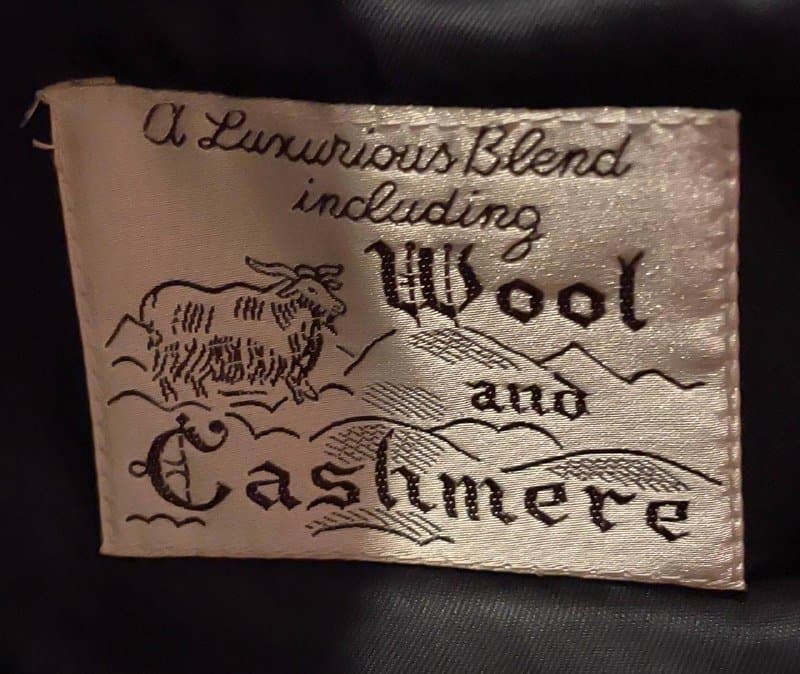 A Luxurious Blend
including
Wool
and
Cashmere